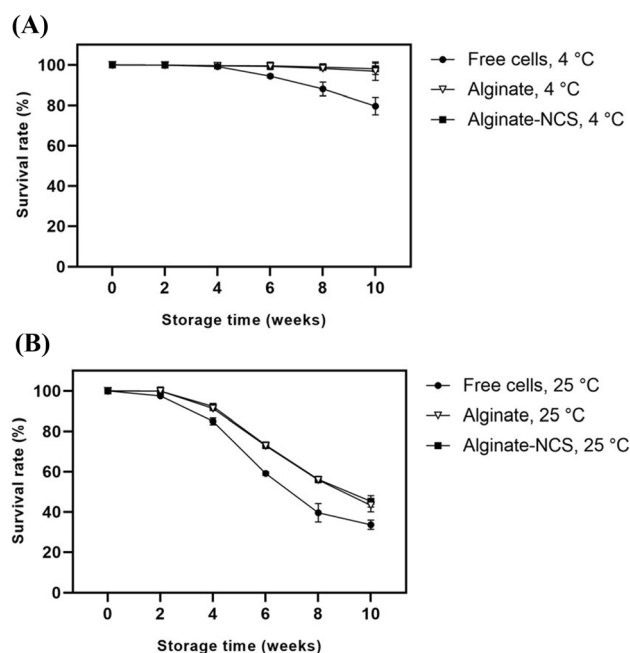 (A)
100
80
60
40
20
0
Survival rate (%)
0 2 4 6 8 10
Storage time (weeks)
Free cells, 4 °C
Alginate, 4 °C
Alginate-NCS, 4 °C
(B)
100
80
60
40
20
0
Survival rate (%)
0 2 4 6 8 10
Storage time (weeks)
Free cells, 25 °C
Alginate, 25 °C
Alginate-NCS, 25 °C